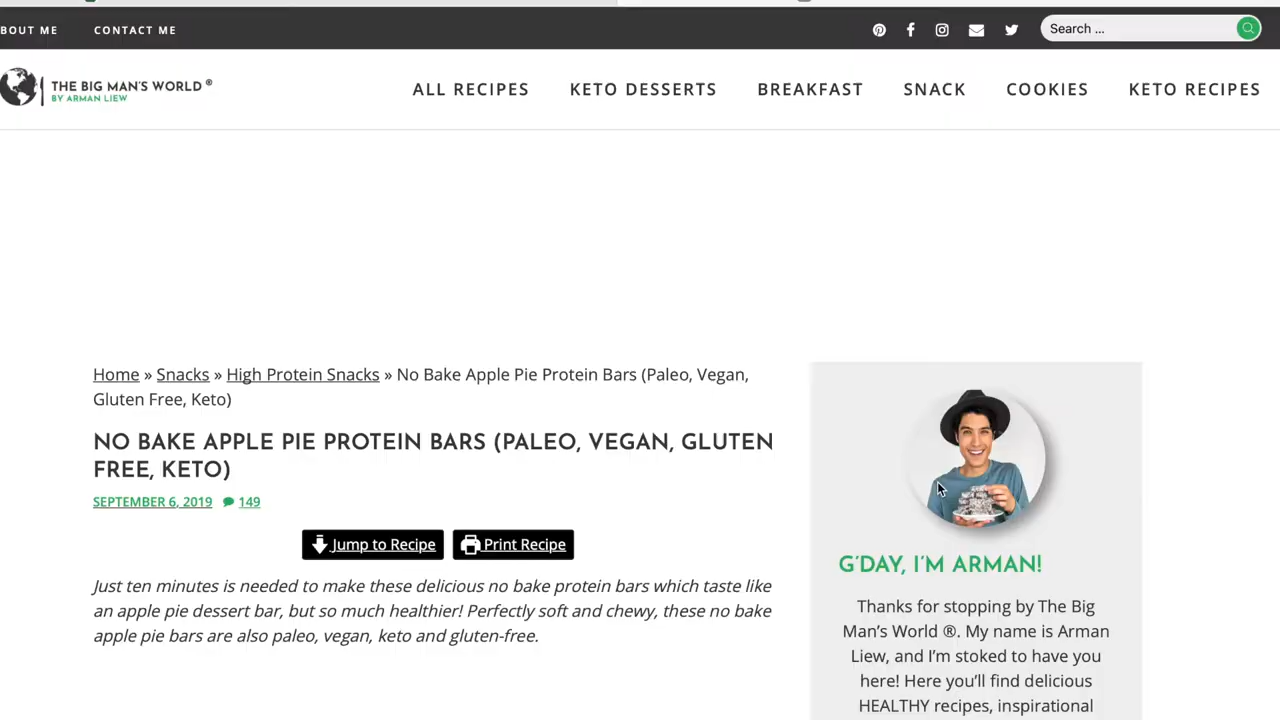 BOUT ME
CONTACT ME
Search ...
THE BIG MAN'S WORLD ®
BY ARMAN LIEW
ALL RECIPES
KETO DESSERTS
BREAKFAST
SNACK
COOKIES
KETO RECIPES
Home » Snacks » High Protein Snacks » No Bake Apple Pie Protein Bars (Paleo, Vegan,
Gluten Free, Keto)
NO BAKE APPLE PIE PROTEIN BARS (PALEO, VEGAN, GLUTEN
FREE, KETO)
SEPTEMBER 6, 2019 149
Jump to Recipe
Print Recipe
Just ten minutes is needed to make these delicious no bake protein bars which taste like
an apple pie dessert bar, but so much healthier! Perfectly soft and chewy, these no bake
apple pie bars are also paleo, vegan, keto and gluten-free.
G'DAY, I'M ARMAN!
Thanks for stopping by The Big
Man's World ®. My name is Arman
Liew, and I'm stoked to have you
here! Here you'll find delicious
HEALTHY recipes, inspirational